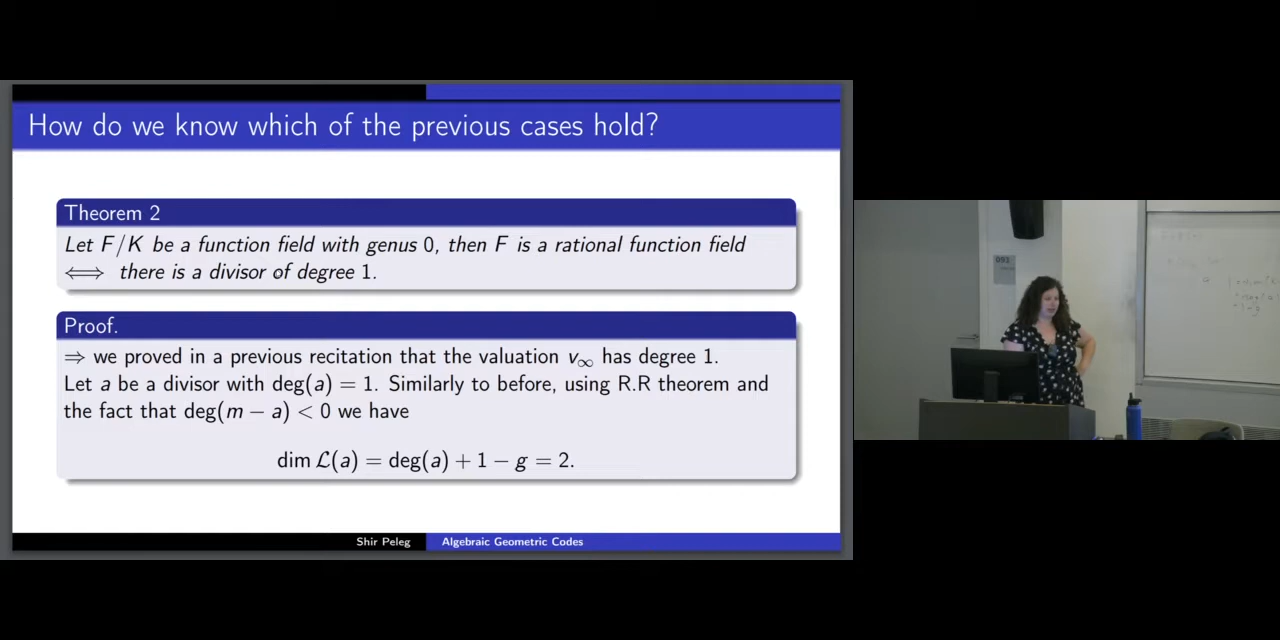 How do we know which of the previous cases hold?
Theorem 2
Let F/K be a function field with genus 0, then F is a rational function field
⟺ there is a divisor of degree 1.
Proof.
⇒ we proved in a previous recitation that the valuation v∞ has degree 1.
Let a be a divisor with deg(a) = 1. Similarly to before, using R.R theorem and
the fact that deg(m − a) < 0 we have
dim ℒ(a) = deg(a) + 1 − g = 2.
Shir Peleg
Algebraic Geometric Codes